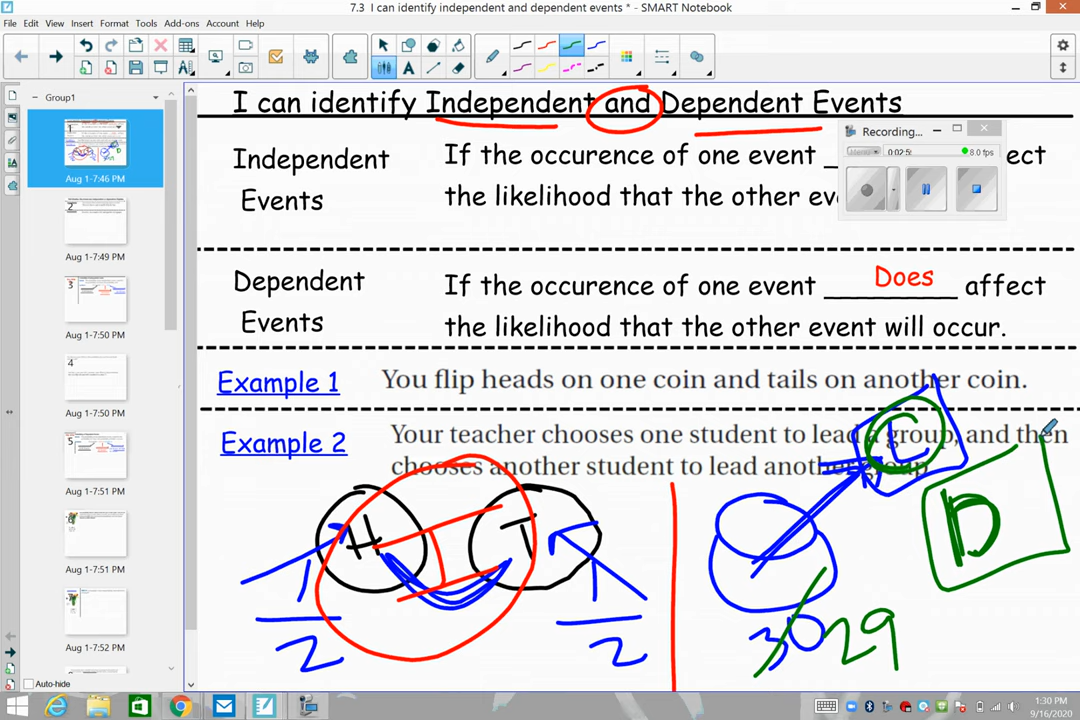 7.3 I can identify independent and dependent events * - SMART Notebook
File Edit View Insert Format Tools Add-ons Account Help
Group1
1
Aug 1-7:46 PM
2
Aug 1-7:49 PM
3
Aug 1-7:50 PM
4
Aug 1-7:50 PM
5
Aug 1-7:51 PM
Aug 1-7:51 PM
Aug 1-7:52 PM
Auto-hide
I can identify Independent and Dependent Events
Recording...
0:02:5
8.0 fps
Independent
Events
If the occurence of one event _ ect
the likelihood that the other eve
Dependent
Events
If the occurence of one event Does affect
the likelihood that the other event will occur.
Example 1
You flip heads on one coin and tails on another coin.
Example 2
Your teacher chooses one student to lead a group, and then
chooses another student to lead another group
H
T
C
D
1
2
1
2
30
29
1:30 PM
9/16/2020